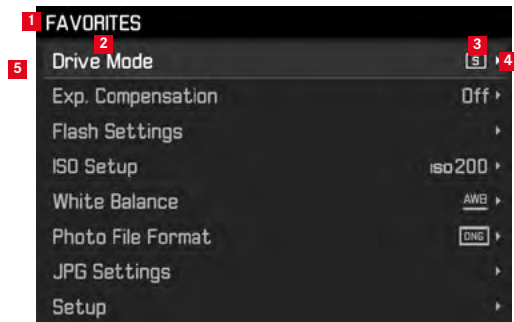 1 FAVORITES
2 3
5 Drive Mode S 4
Exp. Compensation Off
Flash Settings
ISO Setup ISO200
White Balance AWB
Photo File Format DNG
JPG Settings
Setup